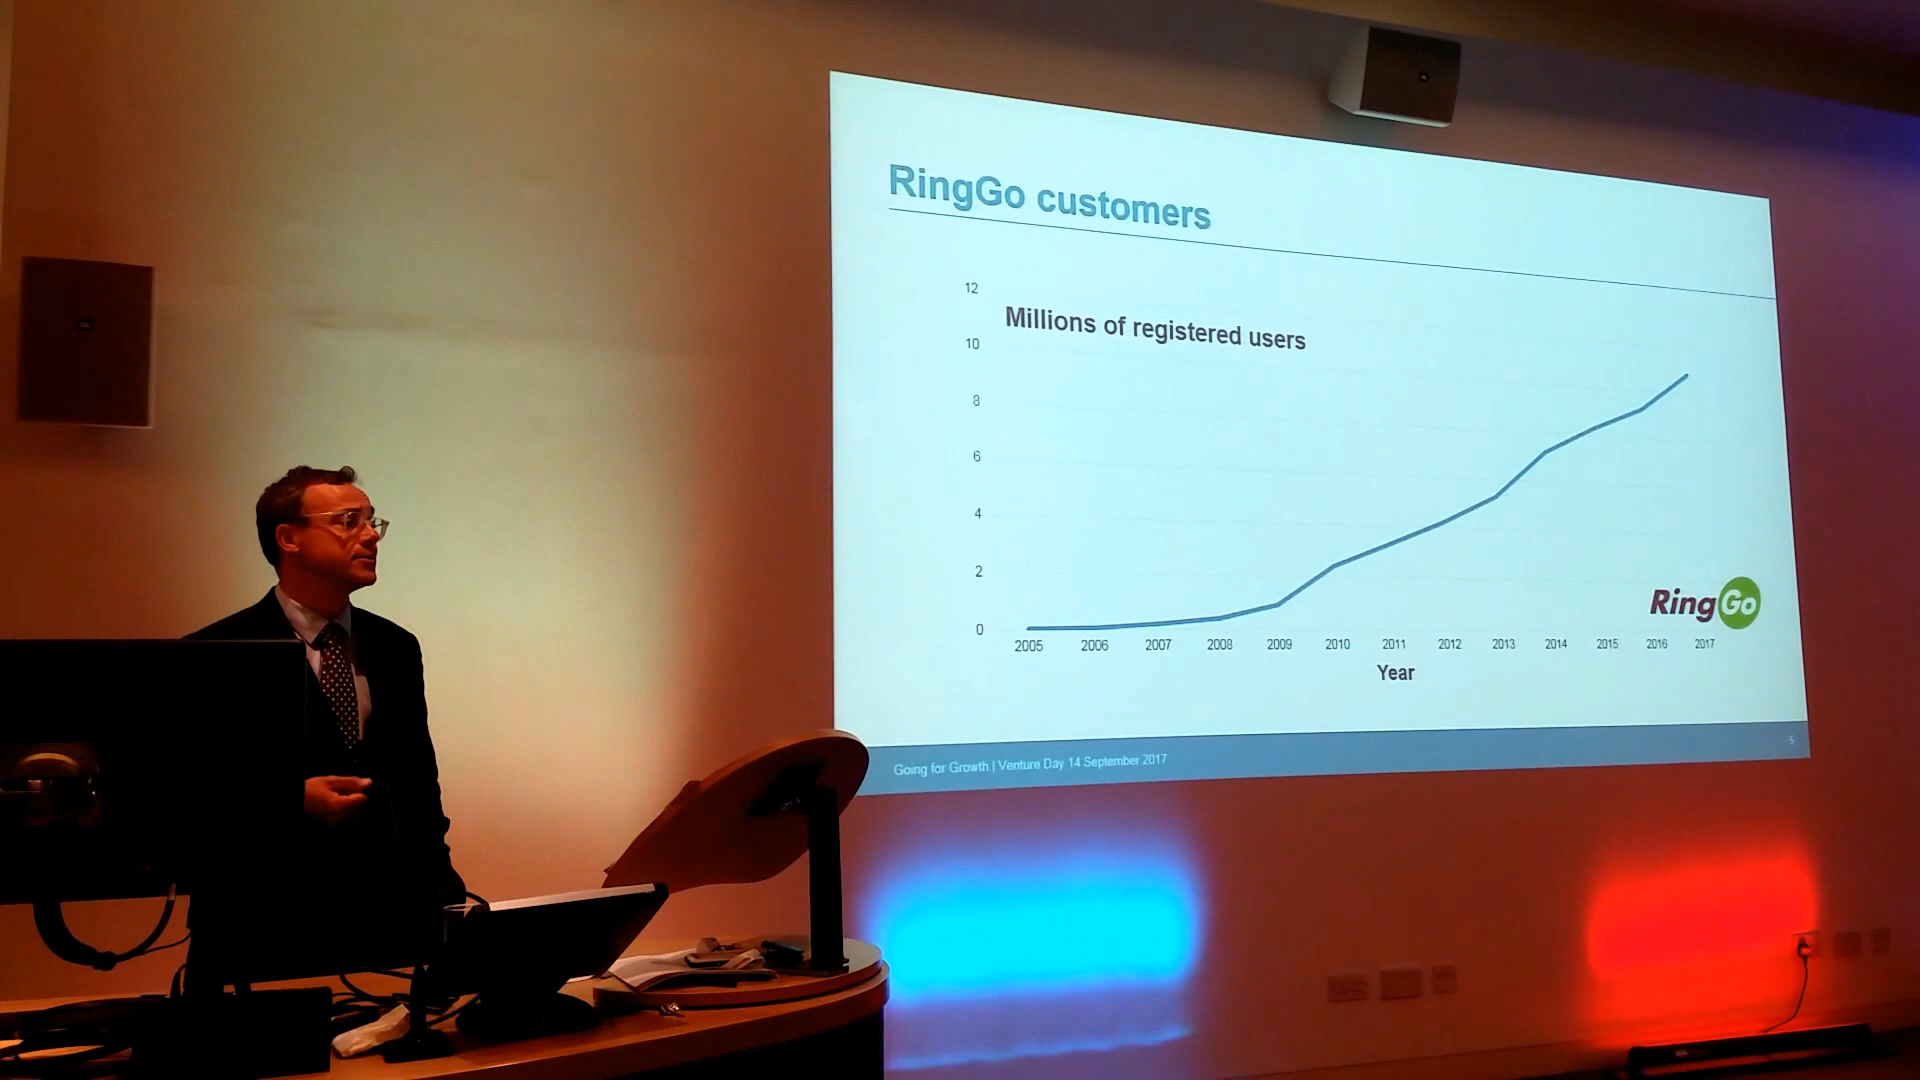 RingGo customers
12
Millions of registered users
10
8
6
4
2
0
RingGo
2005 2006 2007 2008 2009 2010 2011 2012 2013 2014 2015 2016 2017
Year
Going for Growth | Venture Day 14 September 2017